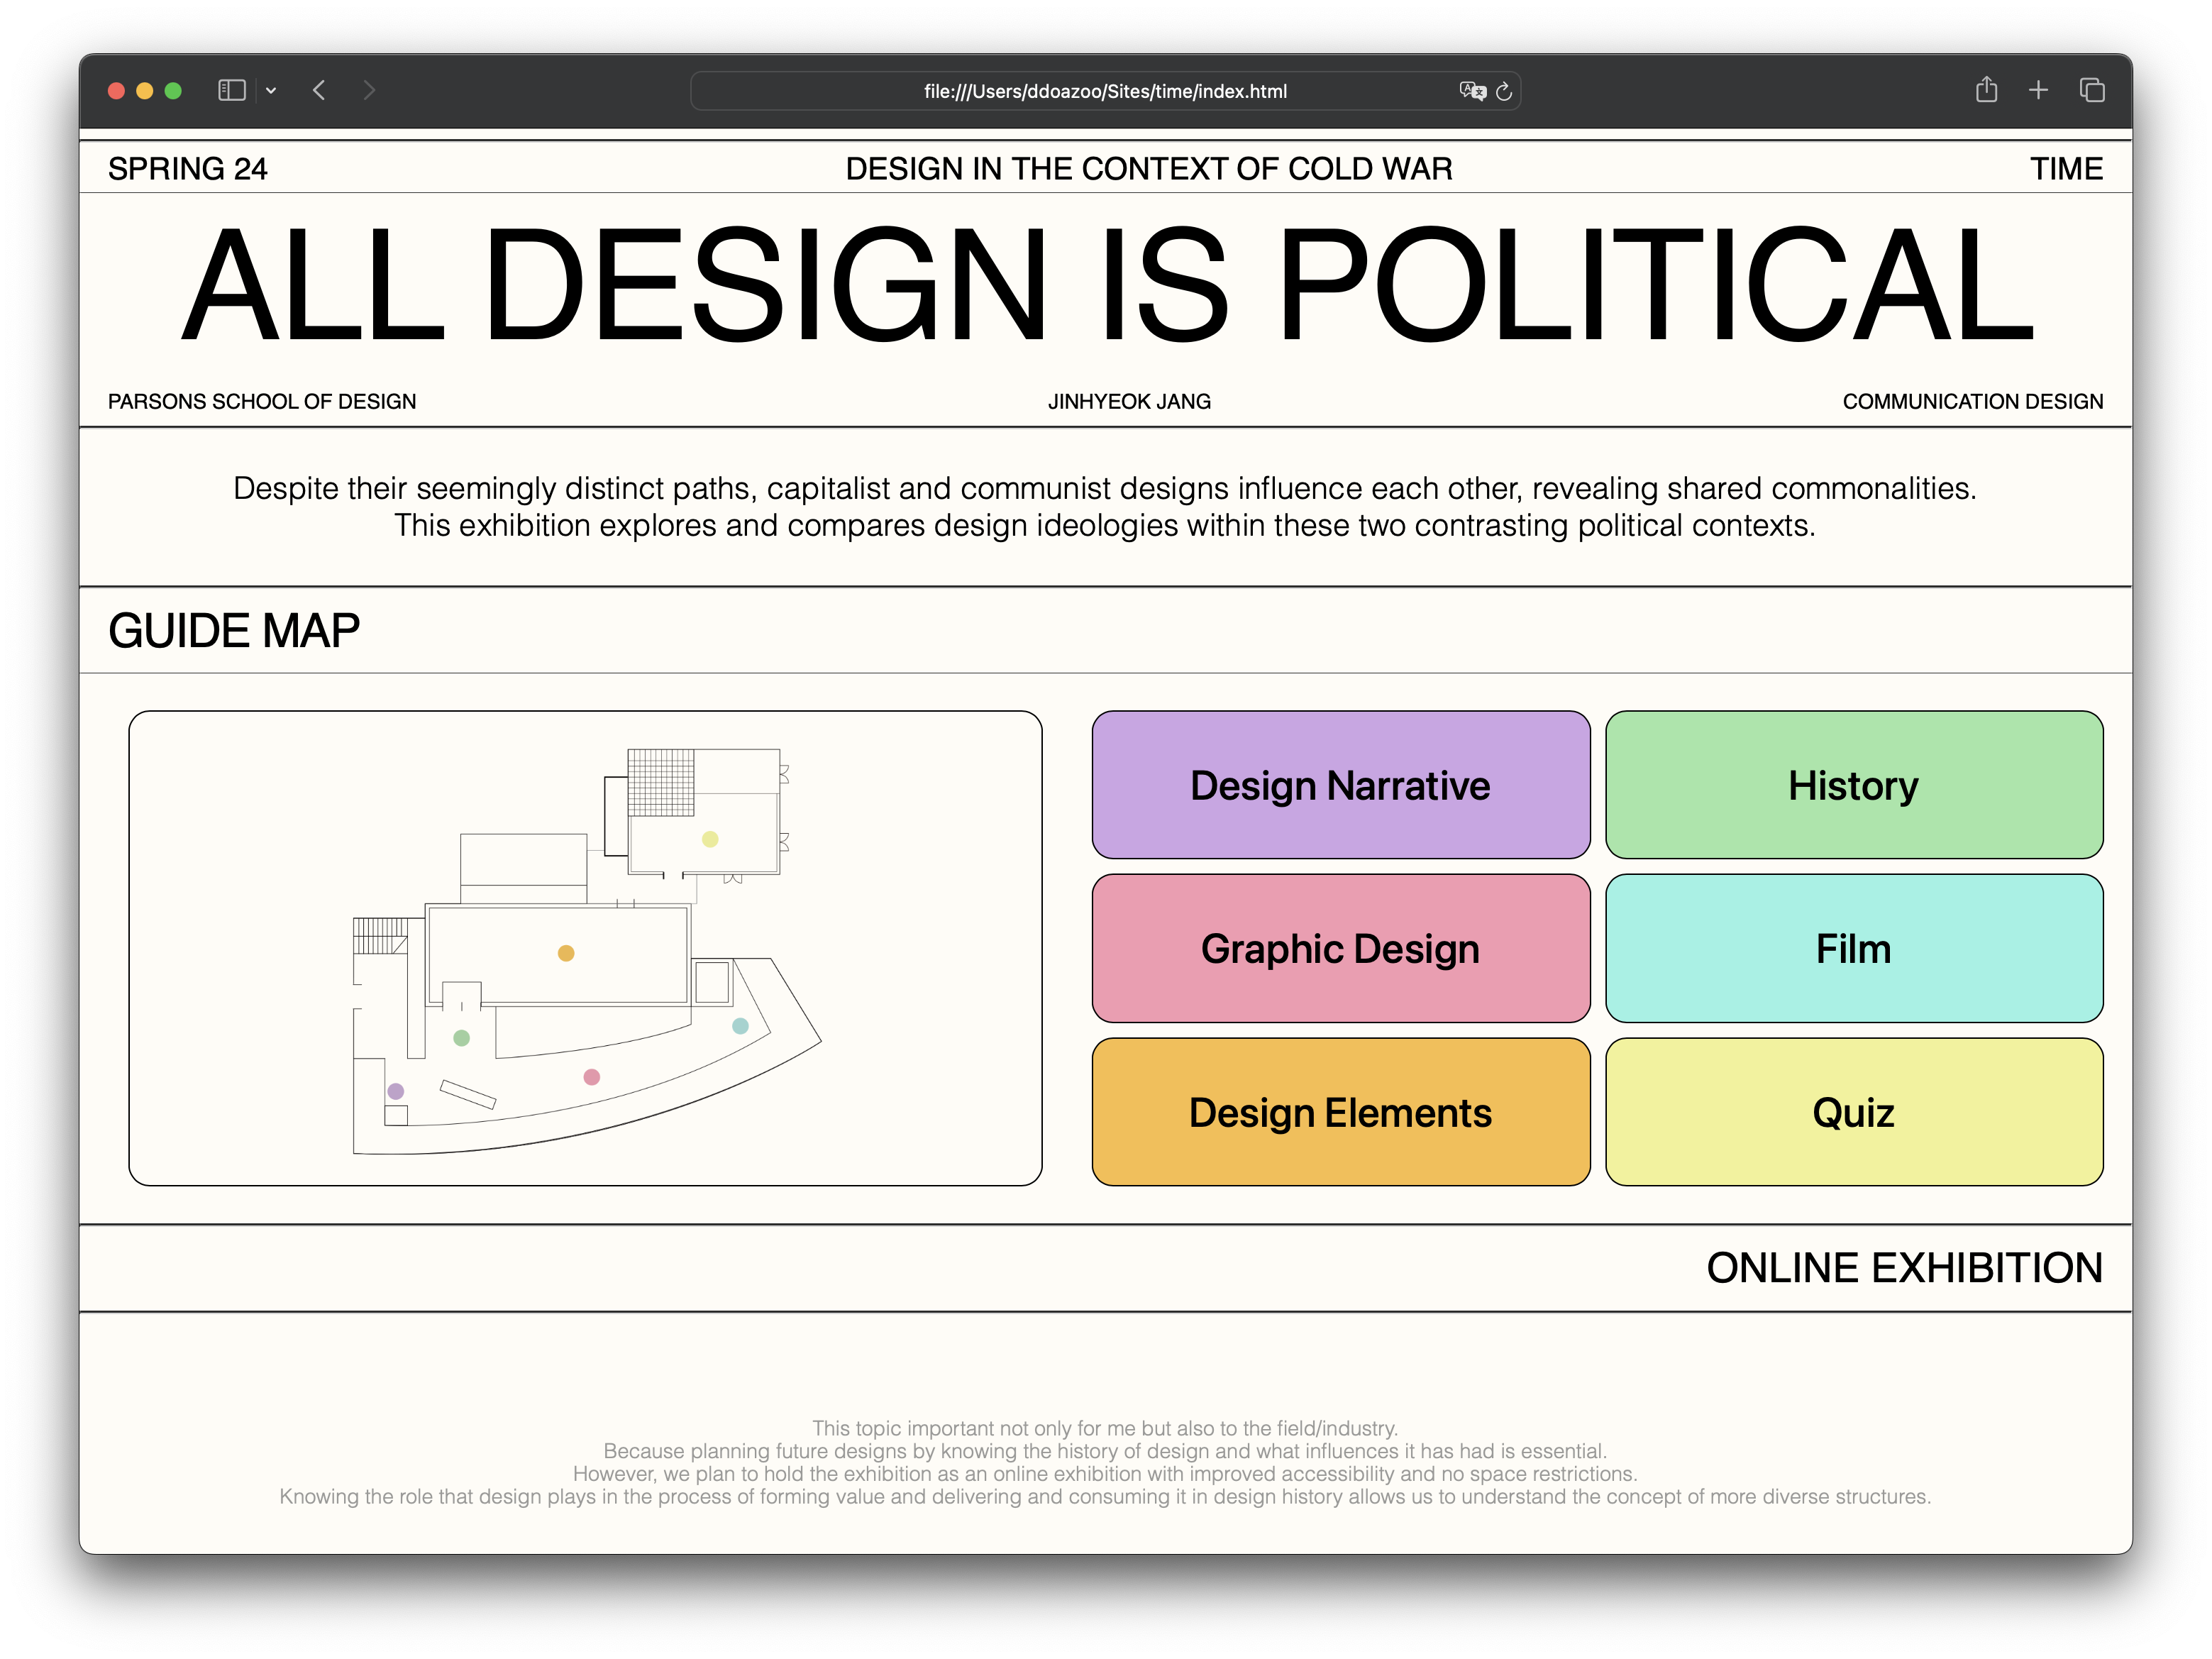 file:///Users/ddoazoo/Sites/time/index.html
SPRING 24
DESIGN IN THE CONTEXT OF COLD WAR
TIME
ALL DESIGN IS POLITICAL
PARSONS SCHOOL OF DESIGN
JINHYEOK JANG
COMMUNICATION DESIGN
Despite their seemingly distinct paths, capitalist and communist designs influence each other, revealing shared commonalities.
This exhibition explores and compares design ideologies within these two contrasting political contexts.
GUIDE MAP
Design Narrative
History
Graphic Design
Film
Design Elements
Quiz
ONLINE EXHIBITION
This topic important not only for me but also to the field/industry.
Because planning future designs by knowing the history of design and what influences it has had is essential.
However, we plan to hold the exhibition as an online exhibition with improved accessibility and no space restrictions.
Knowing the role that design plays in the process of forming value and delivering and consuming it in design history allows us to understand the concept of more diverse structures.